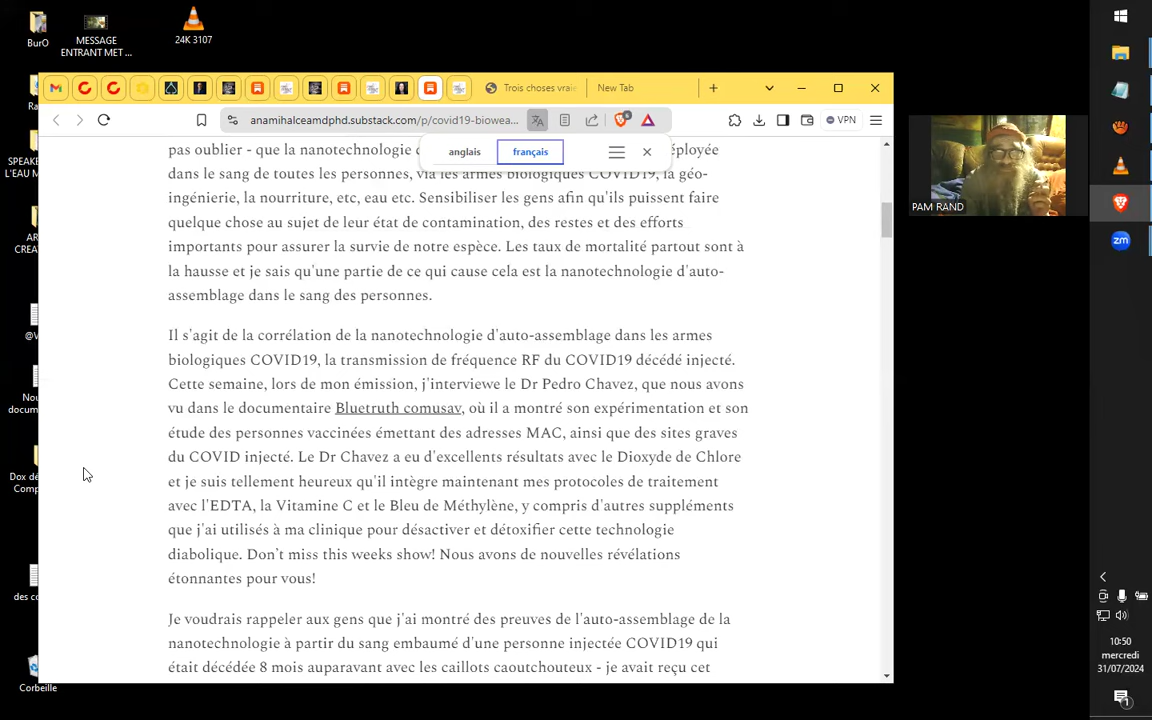 BurO
MESSAGE
ENTRANT MET ...
24K 3107
Trois choses vraie
New Tab
anamihalceamdphd.substack.com/p/covid19-biowea...
VPN
anglais
français
pas oublier - que la nanotechnologie
éployée
dans le sang de toutes les personnes, via les armes biologiques COVID19, la géo-
ingénierie, la nourriture, etc, eau etc. Sensibiliser les gens afin qu'ils puissent faire
quelque chose au sujet de leur état de contamination, des restes et des efforts
importants pour assurer la survie de notre espèce. Les taux de mortalité partout sont à
la hausse et je sais qu'une partie de ce qui cause cela est la nanotechnologie d'auto-
assemblage dans le sang des personnes.
Il s'agit de la corrélation de la nanotechnologie d'auto-assemblage dans les armes
biologiques COVID19, la transmission de fréquence RF du COVID19 décédé injecté.
Cette semaine, lors de mon émission, j'interviewe le Dr Pedro Chavez, que nous avons
vu dans le documentaire Bluetruth comusav, où il a montré son expérimentation et son
étude des personnes vaccinées émettant des adresses MAC, ainsi que des sites graves
du COVID injecté. Le Dr Chavez a eu d'excellents résultats avec le Dioxyde de Chlore
et je suis tellement heureux qu'il intègre maintenant mes protocoles de traitement
avec l'EDTA, la Vitamine C et le Bleu de Méthylène, y compris d'autres suppléments
que j'ai utilisés à ma clinique pour désactiver et détoxifier cette technologie
diabolique. Don't miss this weeks show! Nous avons de nouvelles révélations
étonnantes pour vous!
Je voudrais rappeler aux gens que j'ai montré des preuves de l'auto-assemblage de la
nanotechnologie à partir du sang embaumé d'une personne injectée COVID19 qui
était décédée 8 mois auparavant avec les caillots caoutchouteux - je avait reçu cet
Ra
SPEAKE
L'EAU M
AR
CREA
@V
Nou
docum
Dox dé
Comp
des co
Corbeille
PAM RAND
zm
10:50
mercredi
31/07/2024
1